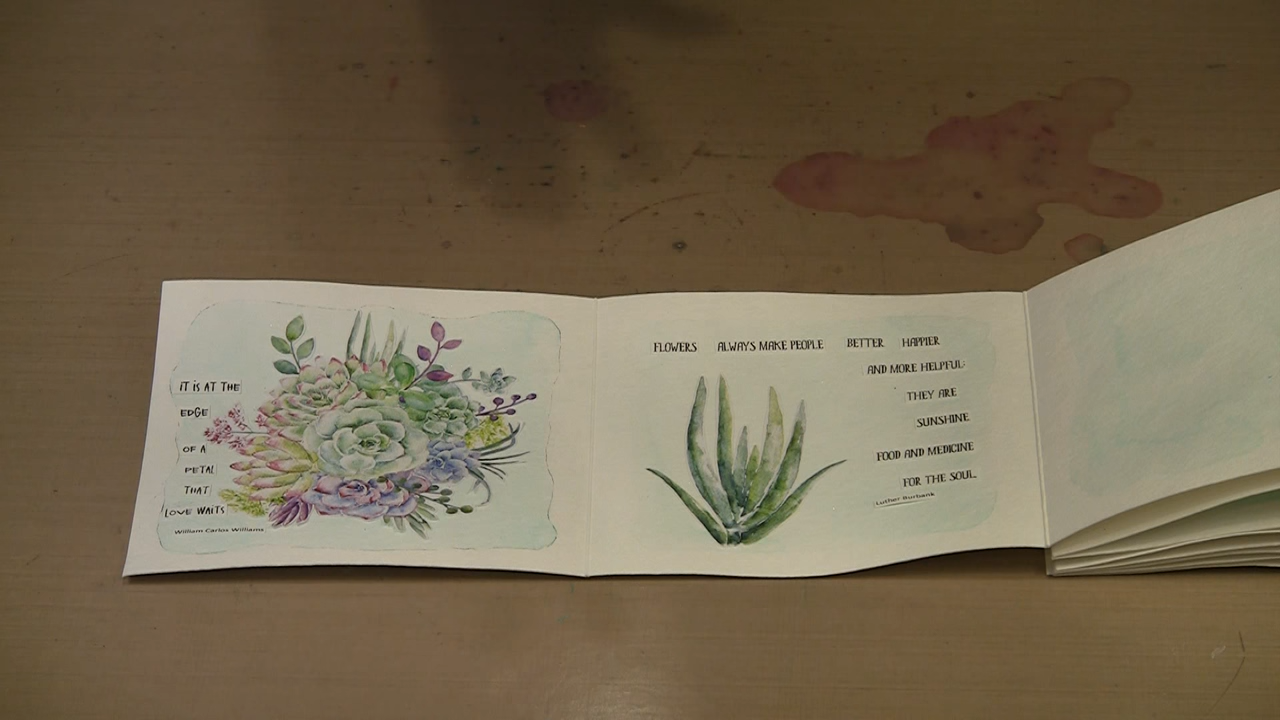 IT IS AT THE
EDGE
OF A
PETAL
THAT
LOVE WAITS
William Carlos Williams
FLOWERS ALWAYS MAKE PEOPLE BETTER HAPPIER
AND MORE HELPFUL;
THEY ARE
SUNSHINE
FOOD AND MEDICINE
FOR THE SOUL.
Luther Burbank